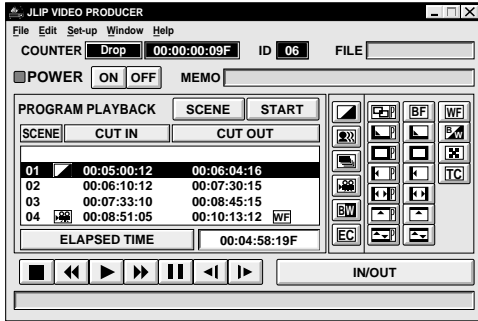 JLIP VIDEO PRODUCER
File Edit Set-up Window Help
COUNTER Drop 00:00:00:09F ID 06 FILE
POWER ON OFF MEMO
PROGRAM PLAYBACK SCENE START
SCENE CUT IN CUT OUT
01 00:05:00:12 00:06:04:16
02 00:06:10:12 00:07:30:15
03 00:07:33:10 00:08:45:15
04 00:08:51:05 00:10:13:12 WF
ELAPSED TIME 00:04:58:19F
BW
EC
P BF WF
P B/W
P
P TC
P
P
P
IN/OUT